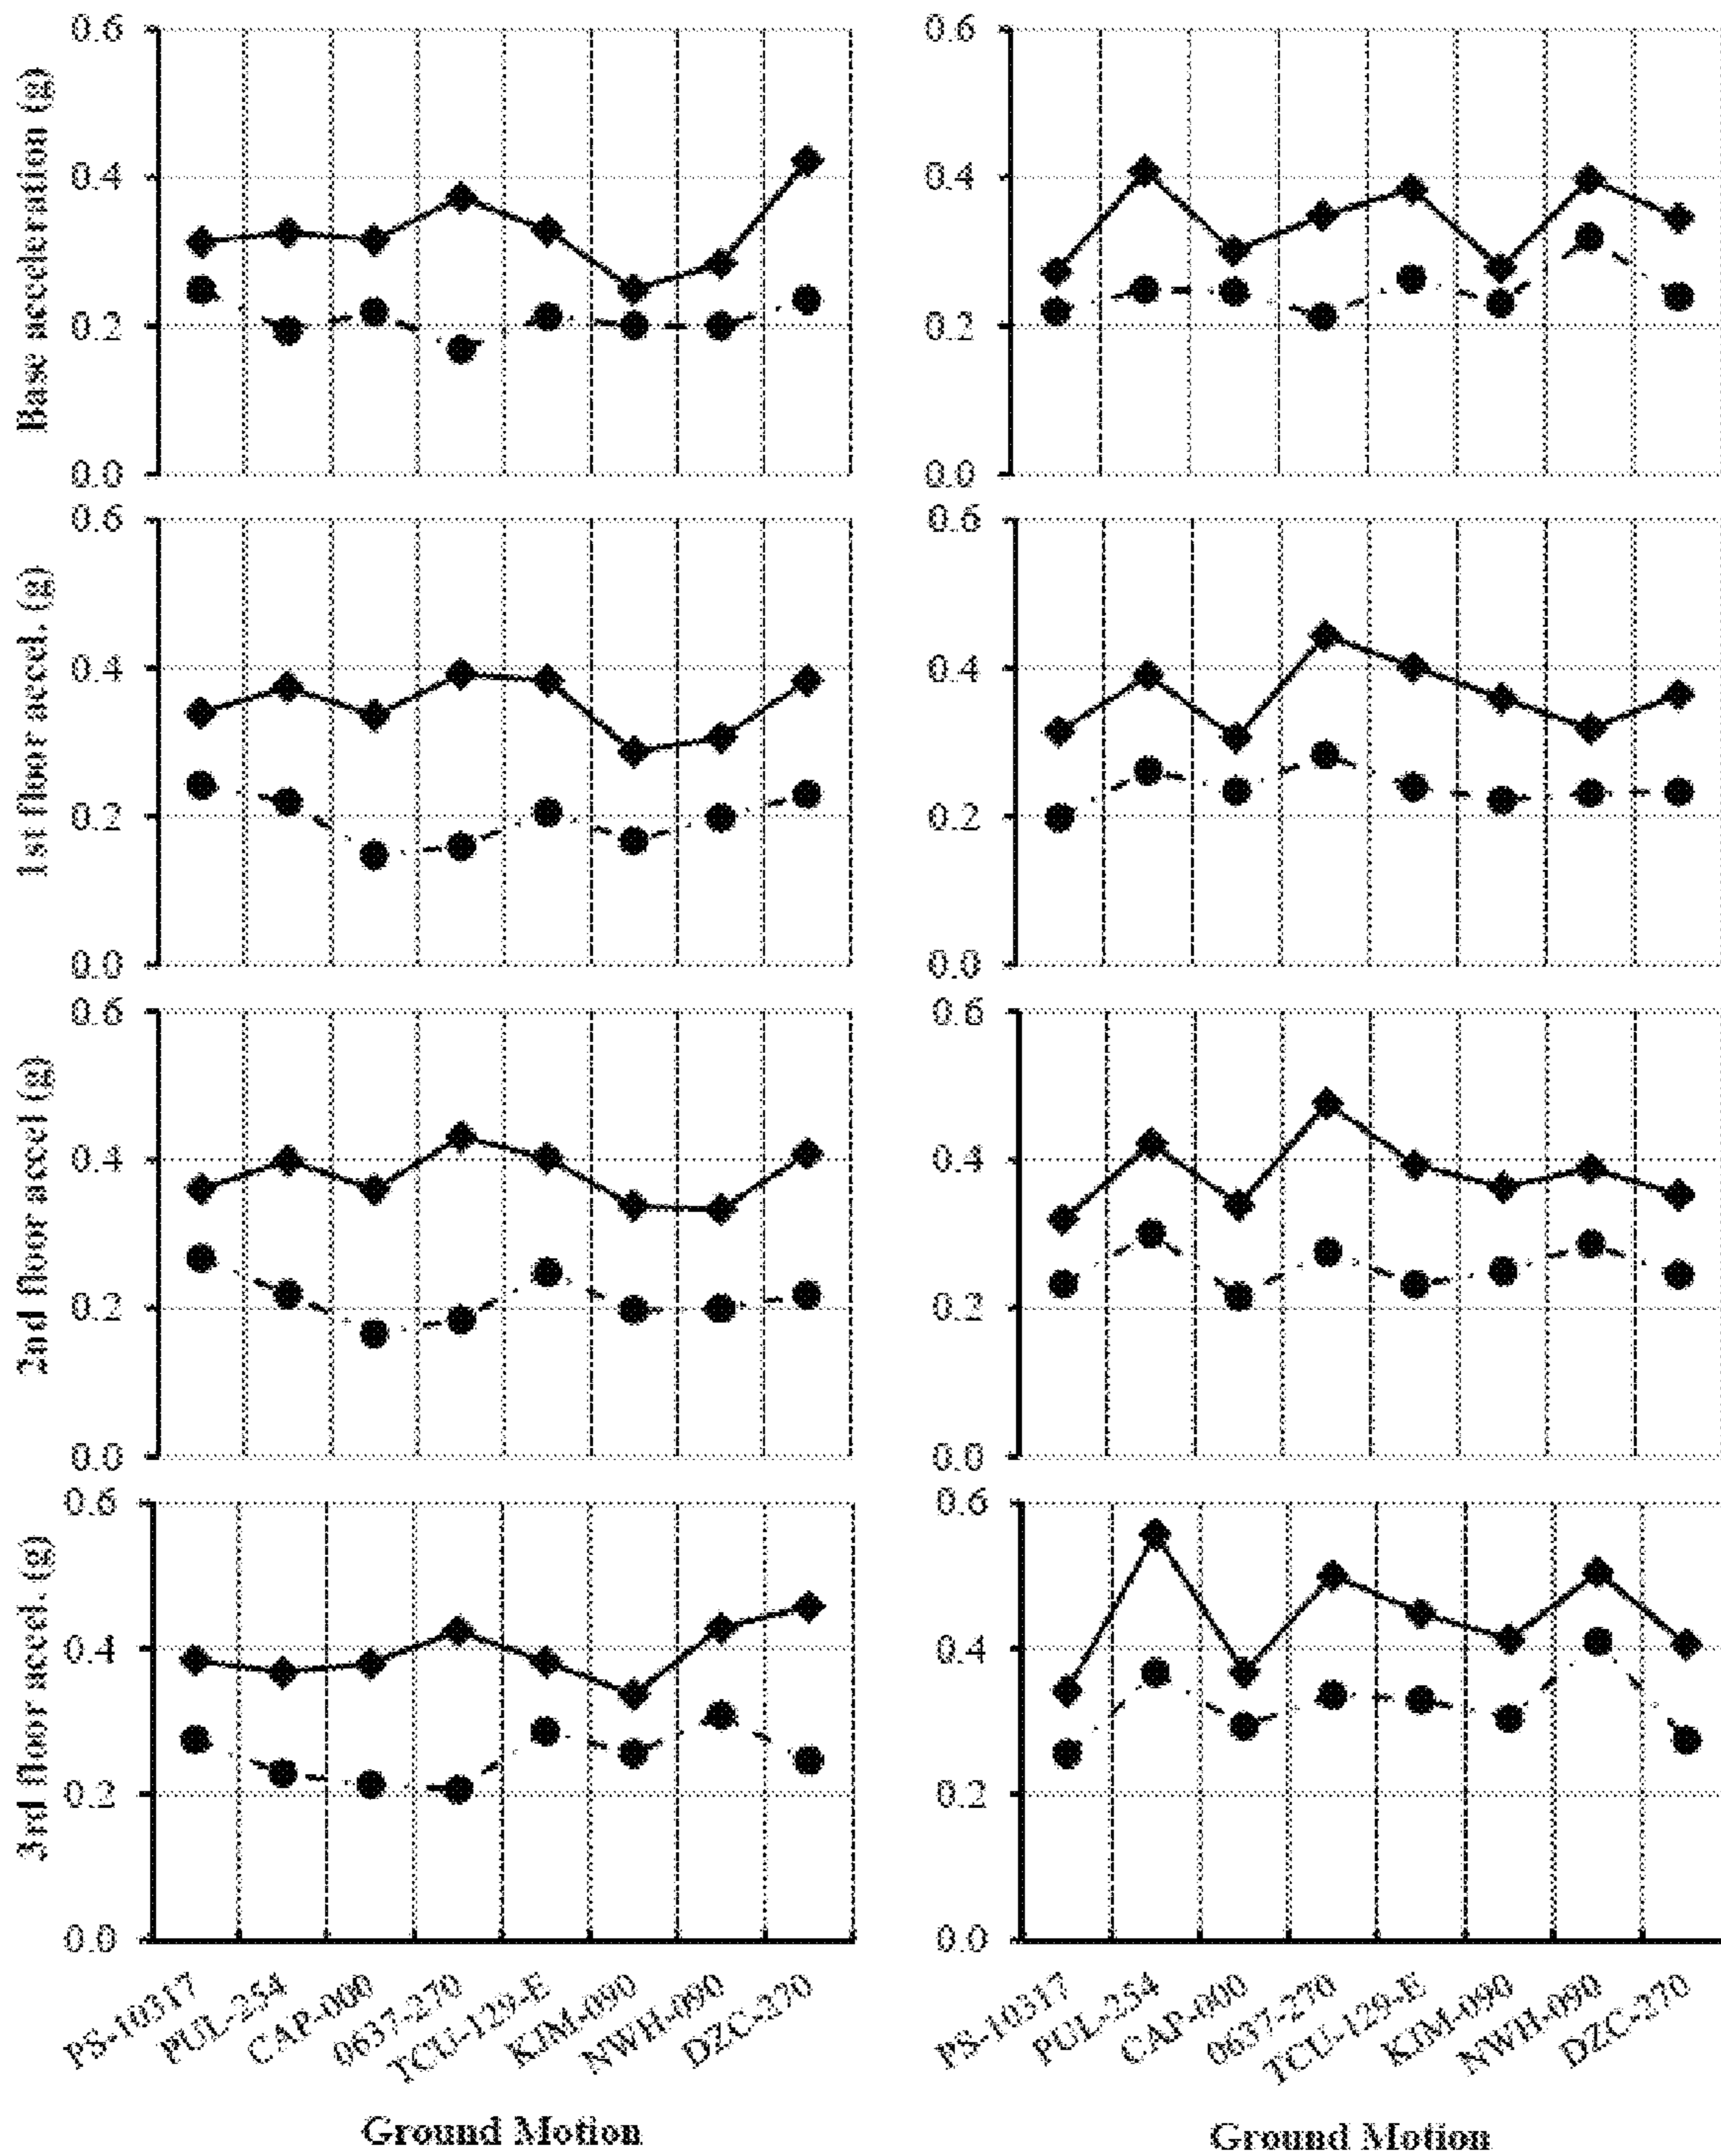 Base acceleration (g)
0.6
0.4
0.2
0.0
0.6
0.4
0.2
0.0
1st floor accel. (g)
0.6
0.4
0.2
0.0
0.6
0.4
0.2
0.0
2nd floor accel (g)
0.6
0.4
0.2
0.0
0.6
0.4
0.2
0.0
3rd floor accel. (g)
0.6
0.4
0.2
0.0
0.6
0.4
0.2
0.0
PS-10317
PUL-254
CAP-000
0637-270
TCU-129-E
KJM-090
NWH-090
DZC-270
PS-10317
PUL-254
CAP-000
0637-270
TCU-129-E
KJM-090
NWH-090
DZC-270
Ground Motion
Ground Motion